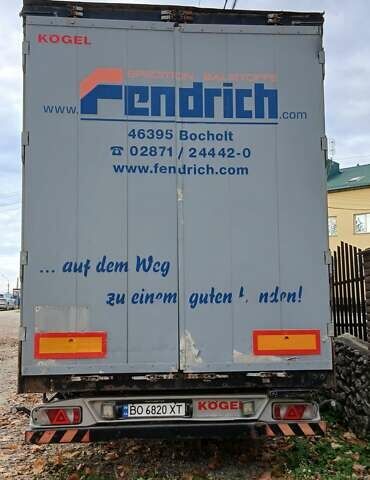 KÖGEL
SPEDITION BAUSTOFFE
www.Fendrich.com
46395 Bocholt
☎ 02871 / 24442-0
www.fendrich.com
... auf dem Weg
zu einem guten
BO 6820 XT
KÖGEL